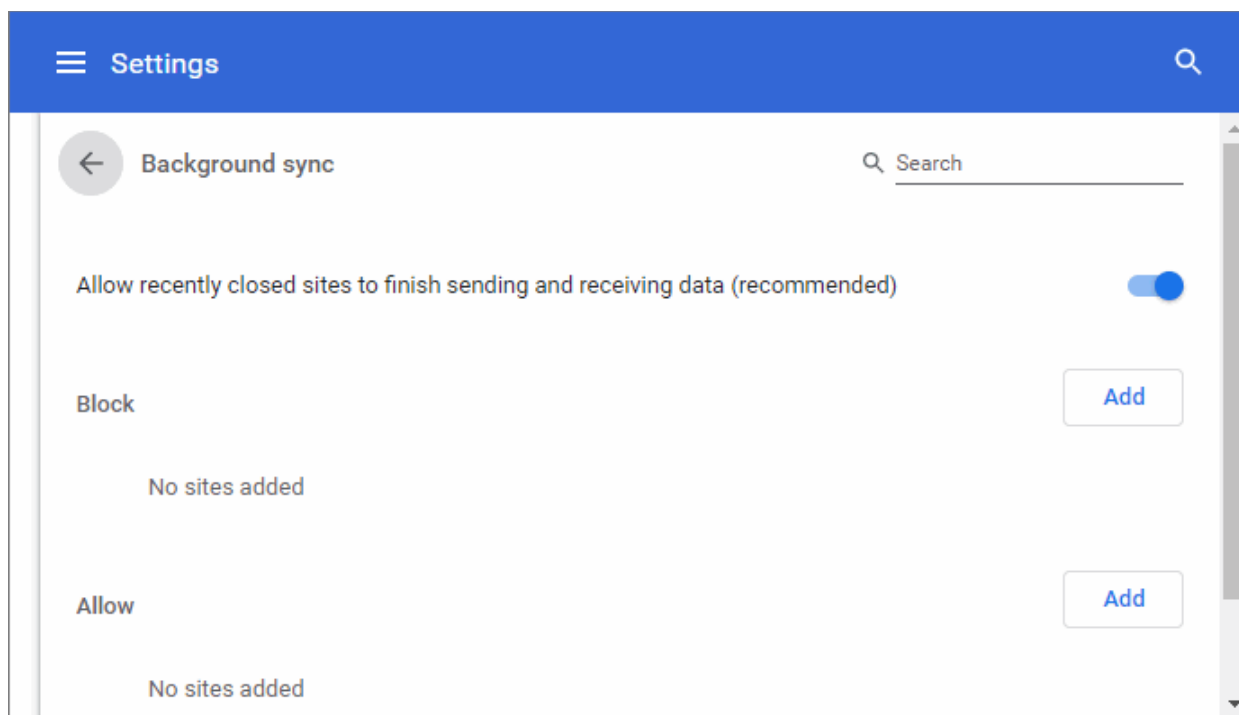 Settings
Background sync
Search
Allow recently closed sites to finish sending and receiving data (recommended)
Block
Add
No sites added
Allow
Add
No sites added